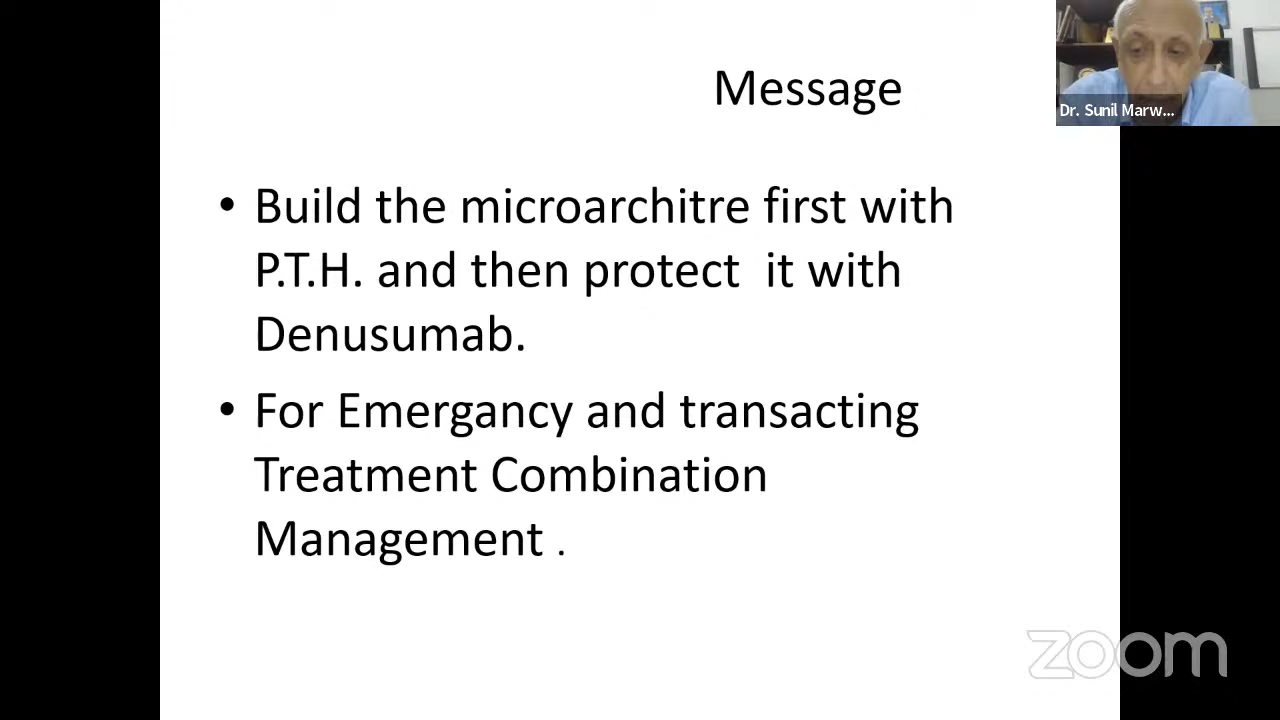 Message
Dr. Sunil Marw...
• Build the microarchitre first with
P.T.H. and then protect it with
Denusumab.
• For Emergancy and transacting
Treatment Combination
Management .
zoom